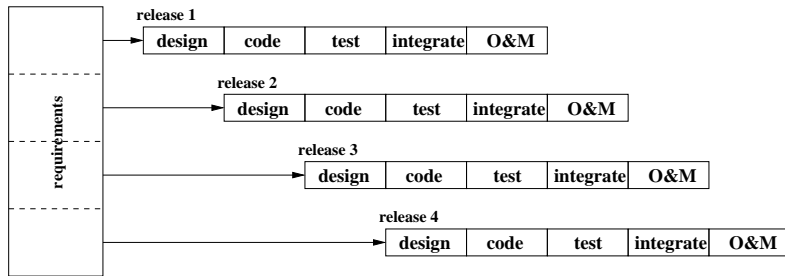 release 1
design code test integrate O&M
release 2
design code test integrate O&M
requirements
release 3
design code test integrate O&M
release 4
design code test integrate O&M